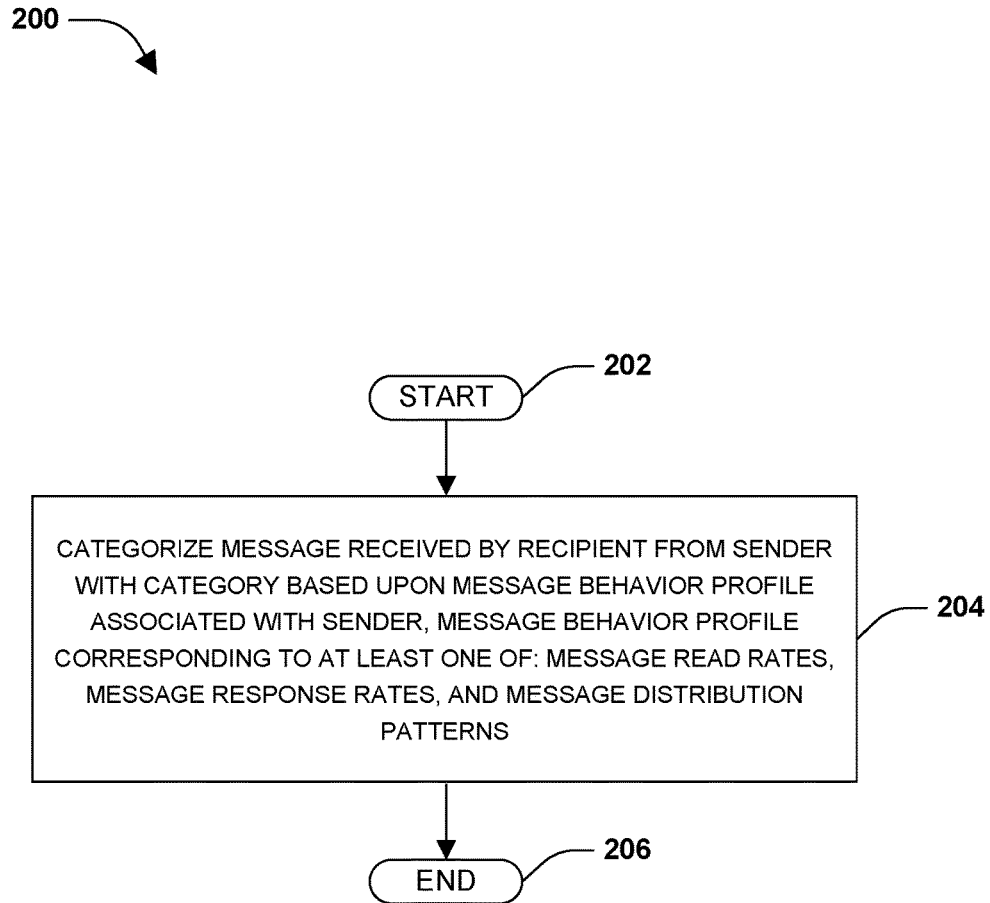 200
202
START
CATEGORIZE MESSAGE RECEIVED BY RECIPIENT FROM SENDER
WITH CATEGORY BASED UPON MESSAGE BEHAVIOR PROFILE
ASSOCIATED WITH SENDER, MESSAGE BEHAVIOR PROFILE
CORRESPONDING TO AT LEAST ONE OF: MESSAGE READ RATES,
MESSAGE RESPONSE RATES, AND MESSAGE DISTRIBUTION
PATTERNS
204
206
END